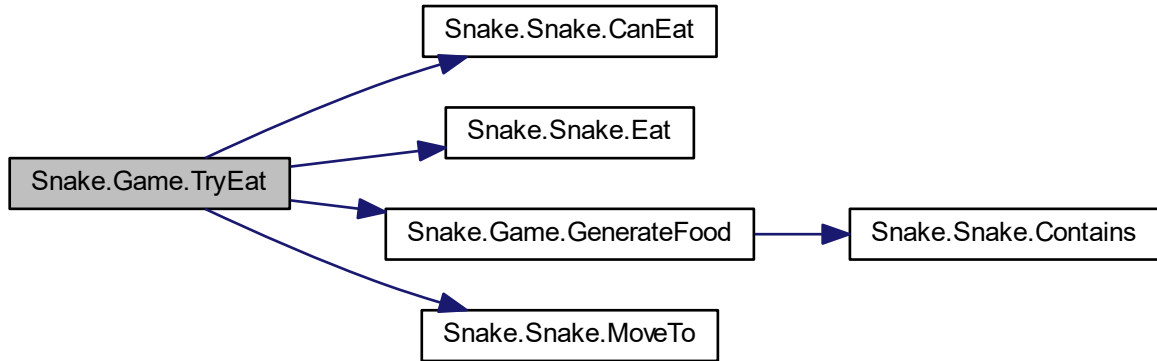 Snake.Snake.CanEat
Snake.Snake.Eat
Snake.Game.TryEat
Snake.Game.GenerateFood
Snake.Snake.Contains
Snake.Snake.MoveTo